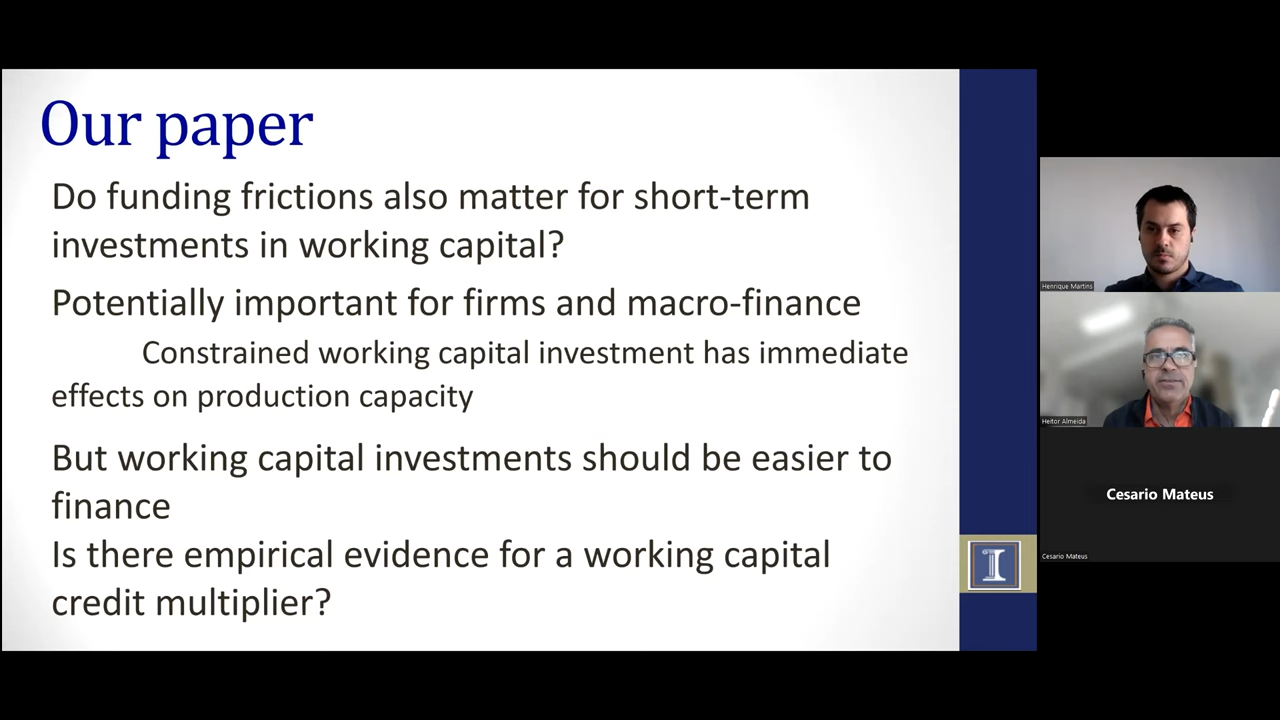 Our paper
Do funding frictions also matter for short-term
investments in working capital?
Potentially important for firms and macro-finance
Constrained working capital investment has immediate
effects on production capacity
But working capital investments should be easier to
finance
Is there empirical evidence for a working capital
credit multiplier?
I
Henrique Martins
Heitor Almeida
Cesario Mateus
Cesario Mateus